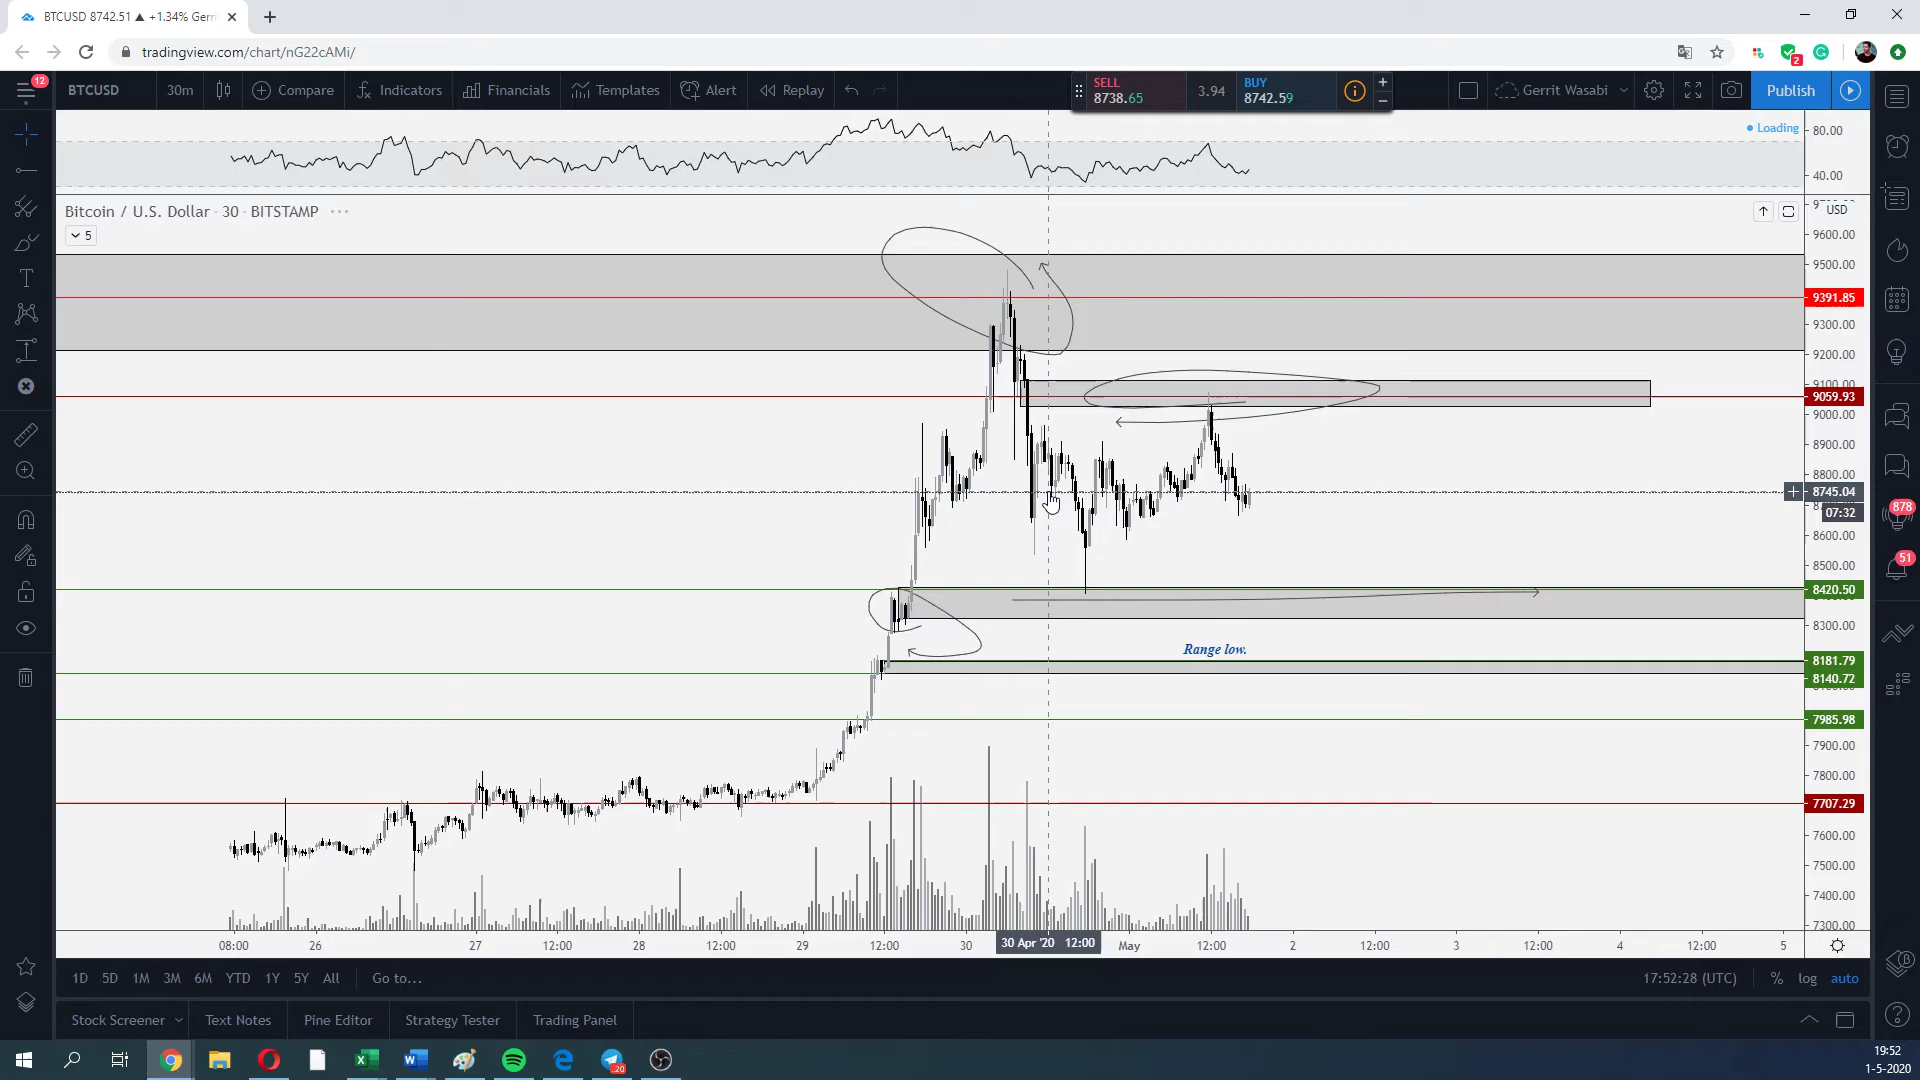 BTCUSD 8742.51 ▲ +1.34% Gerri
tradingview.com/chart/nG22cAMi/
2
12
BTCUSD
30m
Compare
Indicators
Financials
Templates
Alert
Replay
SELL
8738.65
3.94
BUY
8742.59
Gerrit Wasabi
Publish
Loading
80.00
40.00
Bitcoin / U.S. Dollar · 30 · BITSTAMP
5
USD
9600.00
9500.00
9391.85
9300.00
9200.00
9100.00
9059.93
9000.00
8900.00
8800.00
8745.04
07:32
8600.00
8500.00
8420.50
8300.00
Range low.
8181.79
8140.72
7985.98
7900.00
7800.00
7707.29
7600.00
7500.00
7400.00
7300.00
878
51
08:00 26 27 12:00 28 12:00 29 12:00 30 30 Apr '20 12:00 May 12:00 2 12:00 3 12:00 4 12:00 5
1D 5D 1M 3M 6M YTD 1Y 5Y All Go to...
17:52:28 (UTC) % log auto
Stock Screener Text Notes Pine Editor Strategy Tester Trading Panel
20
19:52
1-5-2020